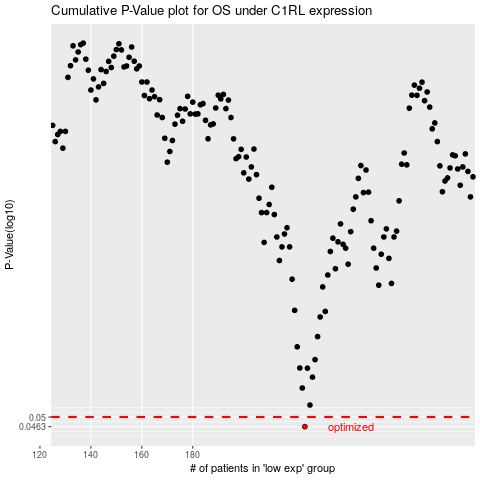 Cumulative P-Value plot for OS under C1RL expression
P-Value(log10)
0.05
0.0463
optimized
120 140 160 180
# of patients in 'low exp' group